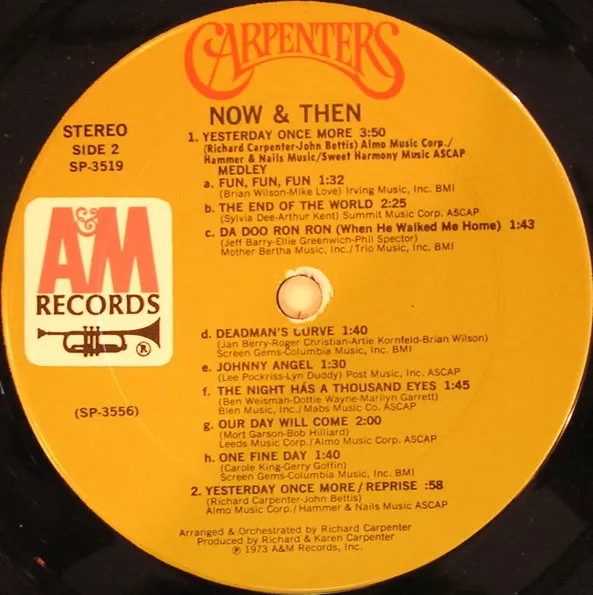 CARPENTERS
NOW & THEN
STEREO
SIDE 2
SP-3519
1. YESTERDAY ONCE MORE 3:50
(Richard Carpenter-John Bettis) Almo Music Corp./
Hammer & Nails Music/Sweet Harmony Music ASCAP
MEDLEY
a. FUN, FUN, FUN 1:32
(Brian Wilson-Mike Love) Irving Music, Inc. BMI
b. THE END OF THE WORLD 2:25
(Sylvia Dee-Arthur Kent) Summit Music Corp. ASCAP
c. DA DOO RON RON (When He Walked Me Home) 1:43
(Jeff Barry-Ellie Greenwich-Phil Spector)
Mother Bertha Music, Inc./Trio Music, Inc. BMI
A&M
RECORDS
®
d. DEADMAN'S CURVE 1:40
(Jan Berry-Roger Christian-Artie Kornfeld-Brian Wilson)
Screen Gems-Columbia Music, Inc. BMI
e. JOHNNY ANGEL 1:30
(Lee Pockriss-Lyn Duddy) Post Music, Inc. ASCAP
f. THE NIGHT HAS A THOUSAND EYES 1:45
(Ben Weisman-Dottie Wayne-Marilyn Garrett)
Blen Music, Inc./Mabs Music Co. ASCAP
(SP-3556)
g. OUR DAY WILL COME 2:00
(Mort Garson-Bob Hilliard)
Leeds Music Corp./Almo Music Corp. ASCAP
h. ONE FINE DAY 1:40
(Carole King-Gerry Goffin)
Screen Gems-Columbia Music, Inc. BMI
2. YESTERDAY ONCE MORE/REPRISE :58
(Richard Carpenter-John Bettis)
Almo Music Corp./Hammer & Nails Music ASCAP
Arranged & Orchestrated by Richard Carpenter
Produced by Richard & Karen Carpenter
℗ 1973 A&M Records, Inc.